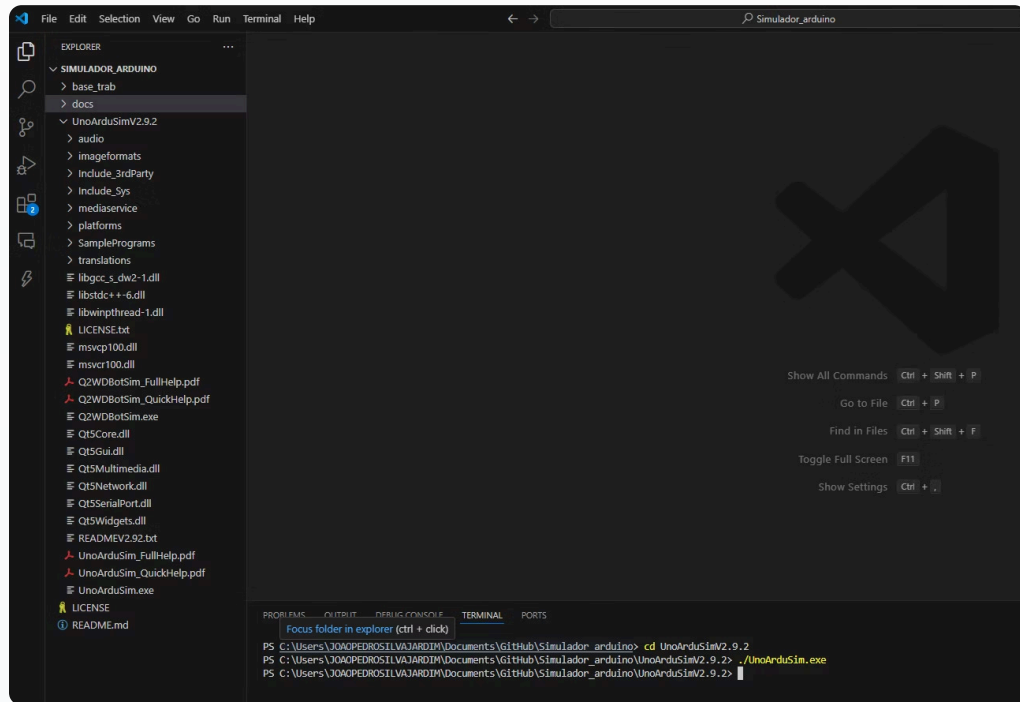 File Edit Selection View Go Run Terminal Help
Simulador_arduino
EXPLORER
SIMULADOR_ARDUINO
base_trab
docs
UnoArduSimV2.9.2
audio
imageformats
Include_3rdParty
Include_Sys
mediaservice
platforms
SamplePrograms
translations
libgcc_s_dw2-1.dll
libstdc++-6.dll
libwinpthread-1.dll
LICENSE.txt
msvcp100.dll
msvcr100.dll
Q2WDBotSim_FullHelp.pdf
Q2WDBotSim_QuickHelp.pdf
Q2WDBotSim.exe
Qt5Core.dll
Qt5Gui.dll
Qt5Multimedia.dll
Qt5Network.dll
Qt5SerialPort.dll
Qt5Widgets.dll
READMEV2.92.txt
UnoArduSim_FullHelp.pdf
UnoArduSim_QuickHelp.pdf
UnoArduSim.exe
LICENSE
README.md
2
Show All Commands Ctrl + Shift + P
Go to File Ctrl + P
Find in Files Ctrl + Shift + F
Toggle Full Screen F11
Show Settings Ctrl + ,
PROBLEMS OUTPUT DEBUG CONSOLE TERMINAL PORTS
Focus folder in explorer (ctrl + click)
PS C:\Users\JOAOPEDROSILVAJARDIM\Documents\GitHub\Simulador_arduino> cd UnoArduSimV2.9.2
PS C:\Users\JOAOPEDROSILVAJARDIM\Documents\GitHub\Simulador_arduino\UnoArduSimV2.9.2> ./UnoArduSim.exe
PS C:\Users\JOAOPEDROSILVAJARDIM\Documents\GitHub\Simulador_arduino\UnoArduSimV2.9.2>